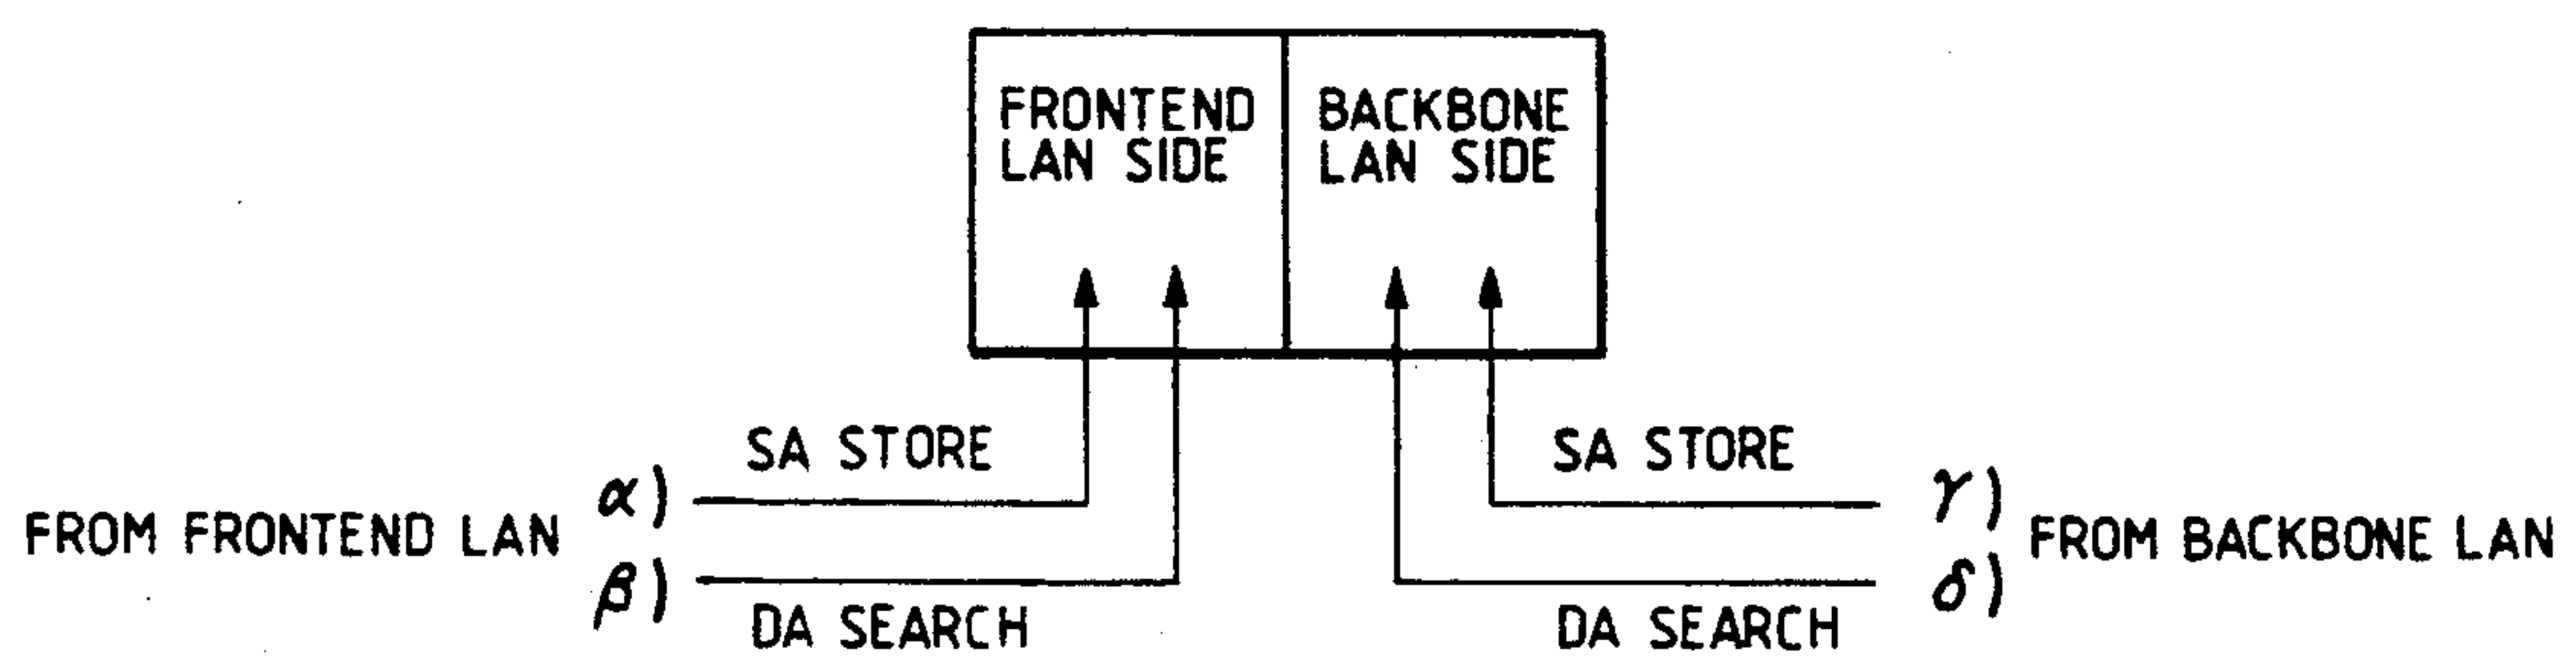 FRONTEND
LAN SIDE
BACKBONE
LAN SIDE
SA STORE
SA STORE
α)
γ)
FROM FRONTEND LAN
FROM BACKBONE LAN
β)
δ)
DA SEARCH
DA SEARCH